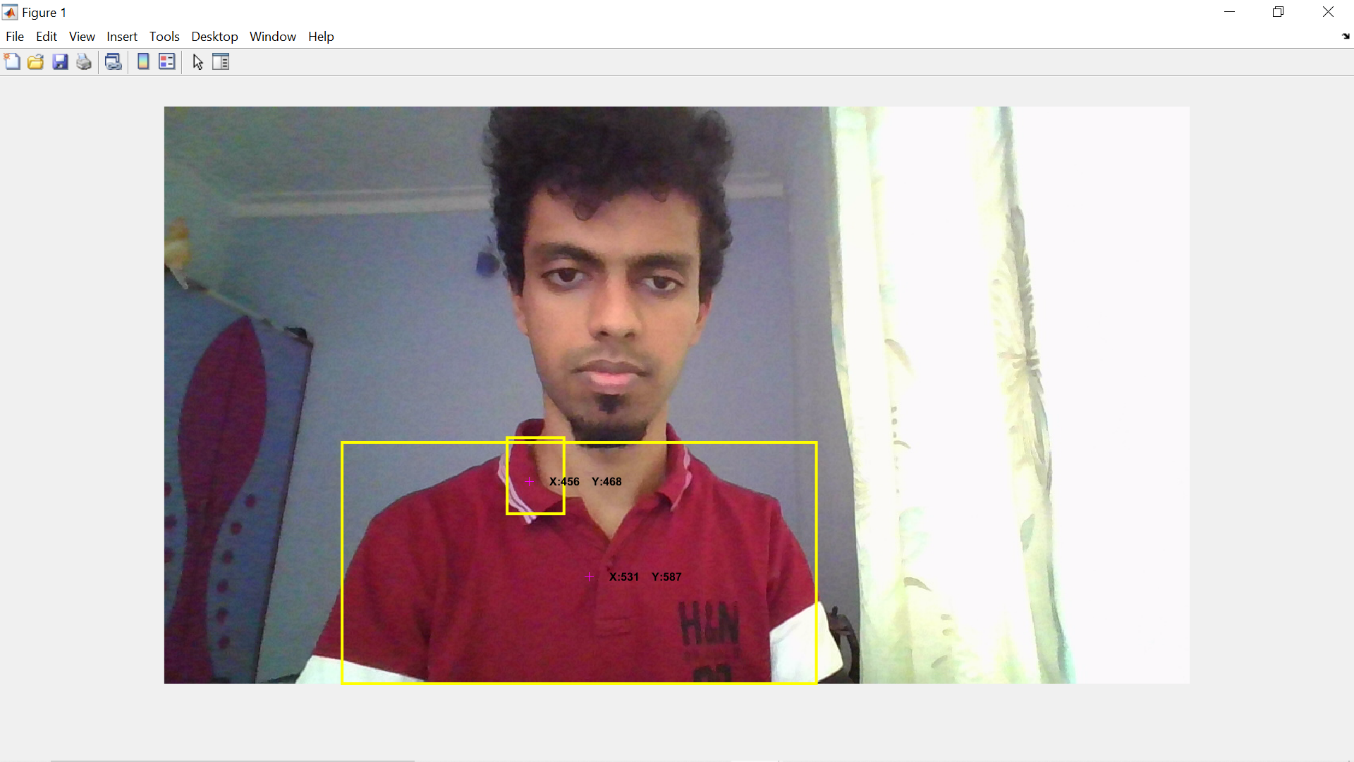 Figure 1
File Edit View Insert Tools Desktop Window Help
X:456 Y:468
X:531 Y:587
H&N